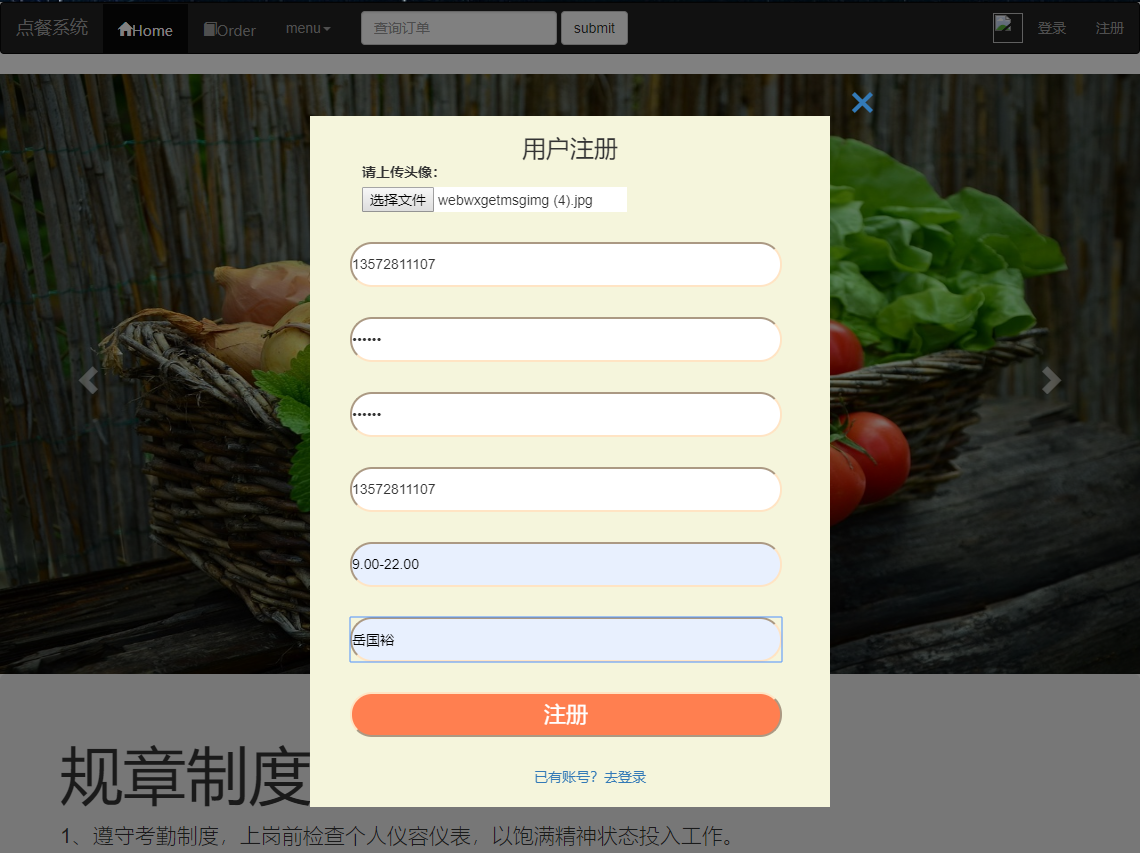 点餐系统 Home Order menu 查询订单 submit 登录 注册
用户注册
请上传头像：
选择文件 webwxgetmsgimg (4).jpg
13572811107
••••••
••••••
13572811107
9.00-22.00
岳国裕
注册
已有账号？去登录
规章制度
1、遵守考勤制度，上岗前检查个人仪容仪表，以饱满精神状态投入工作。